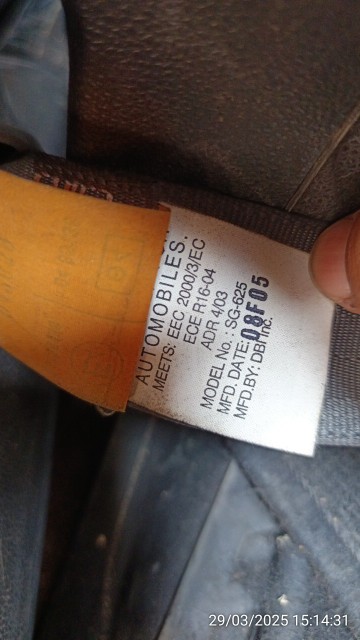 AUTOMOBILES.
MEETS: EEC 2000/3/EC
ECE R16-04
ADR 4/03
MODEL No.: SG-625
MFD. DATE: 08F05
MFD.BY: DBI Inc.
29/03/2025 15:14:31